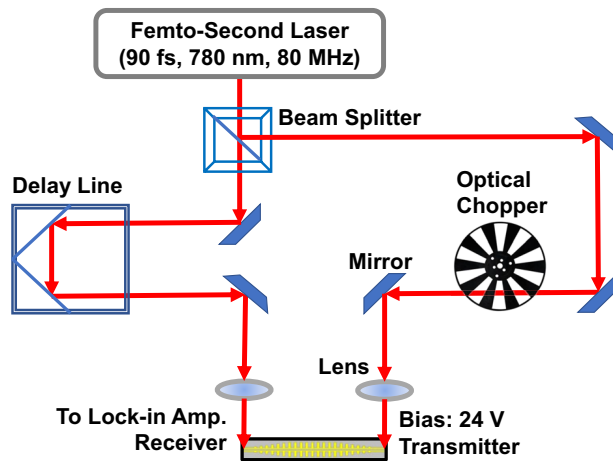 Femto-Second Laser
(90 fs, 780 nm, 80 MHz)
Beam Splitter
Delay Line
Optical
Chopper
Mirror
Lens
To Lock-in Amp.
Receiver
Bias: 24 V
Transmitter